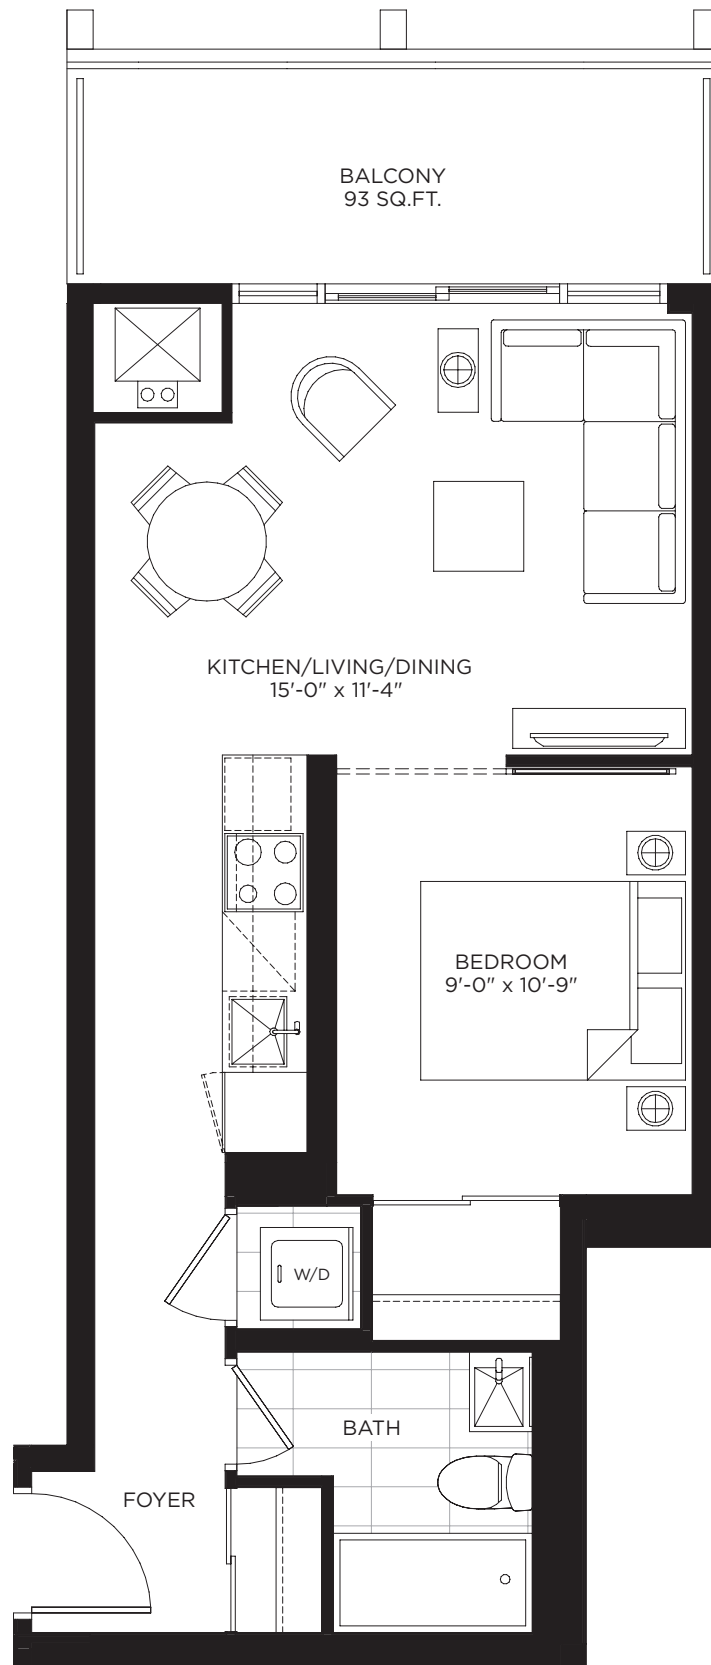 BALCONY
93 SQ.FT.
KITCHEN/LIVING/DINING
15'-0" x 11'-4"
BEDROOM
9'-0" x 10'-9"
W/D
BATH
FOYER